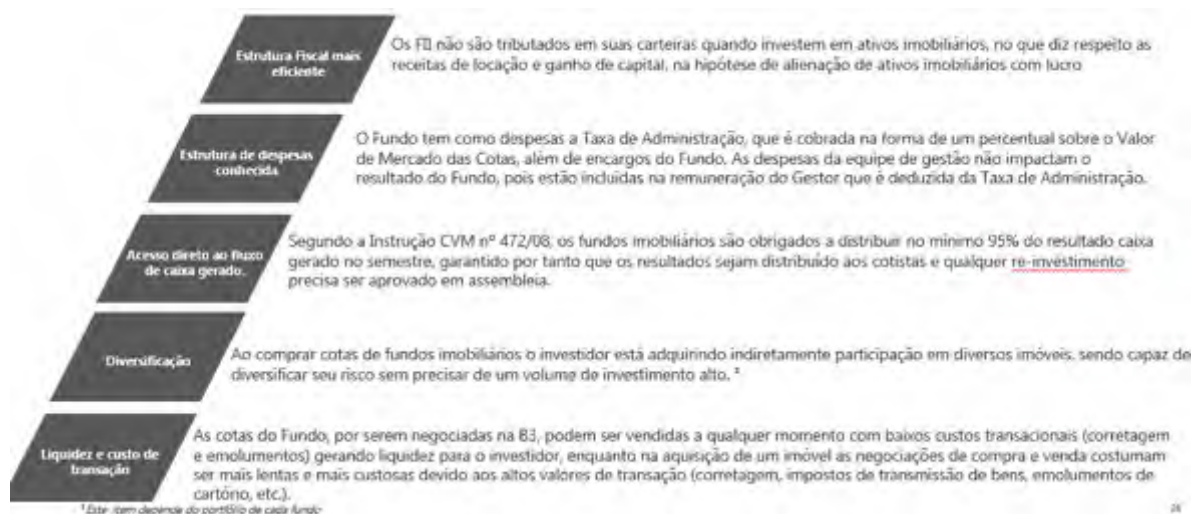 Estrutura Fiscal mais
eficiente
Os FII não são tributados em suas carteiras quando investem em ativos imobiliários, no que diz respeito as
receitas de locação e ganho de capital, na hipótese de alienação de ativos imobiliários com lucro
Estrutura de despesas
conhecida
O Fundo tem como despesas a Taxa de Administração, que é cobrada na forma de um percentual sobre o Valor
de Mercado das Cotas, além de encargos do Fundo. As despesas da equipe de gestão não impactam o
resultado do Fundo, pois estão incluídas na remuneração do Gestor que é deduzida da Taxa de Administração.
Acesso direto ao fluxo
de caixa gerado.
Segundo a Instrução CVM nº 472/08, os fundos imobiliários são obrigados a distribuir no mínimo 95% do resultado caixa
gerado no semestre, garantido por tanto que os resultados sejam distribuído aos cotistas e qualquer re-investimento
precisa ser aprovado em assembleia.
Diversificação
Ao comprar cotas de fundos imobiliários o investidor está adquirindo indiretamente participação em diversos imóveis, sendo capaz de
diversificar seu risco sem precisar de um volume de investimento alto. ¹
Liquidez e custo de
transação
As cotas do Fundo, por serem negociadas na B3, podem ser vendidas a qualquer momento com baixos custos transacionais (corretagem
e emolumentos) gerando liquidez para o investidor, enquanto na aquisição de um imóvel as negociações de compra e venda costumam
ser mais lentas e mais custosas devido aos altos valores de transação (corretagem, impostos de transmissão de bens, emolumentos de
cartório, etc.).
¹ Este item depende do portfólio de cada fundo